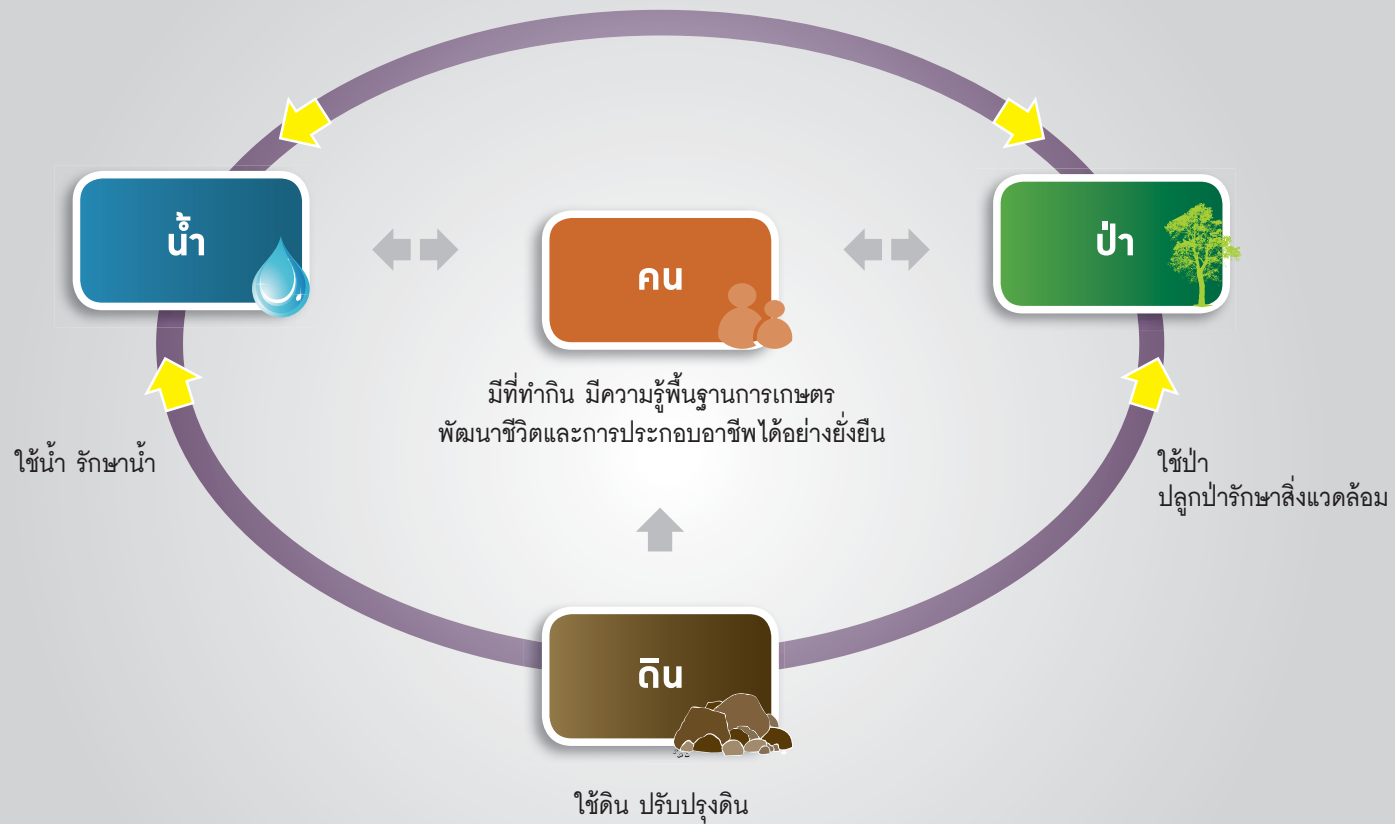 น้ำ
คน
ป่า
มีที่ทำกิน มีความรู้พื้นฐานการเกษตร
พัฒนาชีวิตและการประกอบอาชีพได้อย่างยั่งยืน
ใช้น้ำ รักษาน้ำ
ใช้ป่า
ปลูกป่ารักษาสิ่งแวดล้อม
ดิน
ใช้ดิน ปรับปรุงดิน